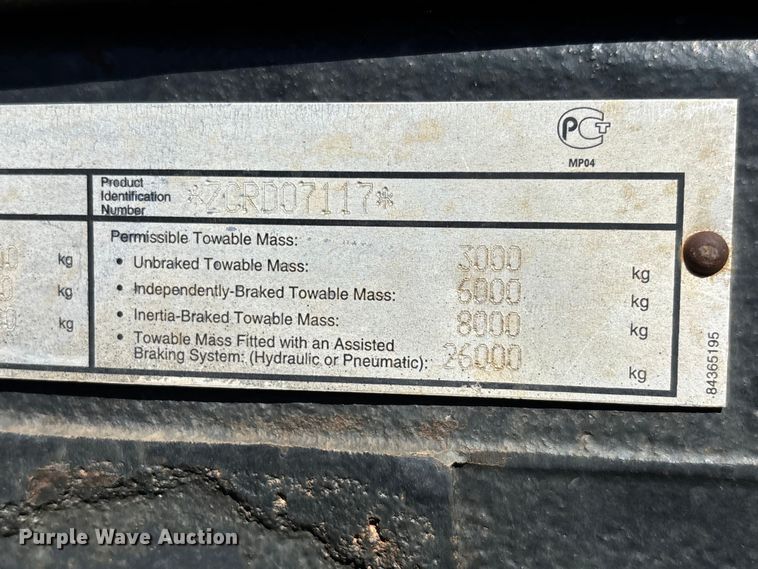 PCT
MP04
Product
Identification
Number
*ZCRD07117*
kg
kg
kg
Permissible Towable Mass:
• Unbraked Towable Mass: 3000 kg
• Independently-Braked Towable Mass: 6000 kg
• Inertia-Braked Towable Mass: 8000 kg
• Towable Mass Fitted with an Assisted
Braking System: (Hydraulic or Pneumatic): 26000 kg
84365195
Purple Wave Auction